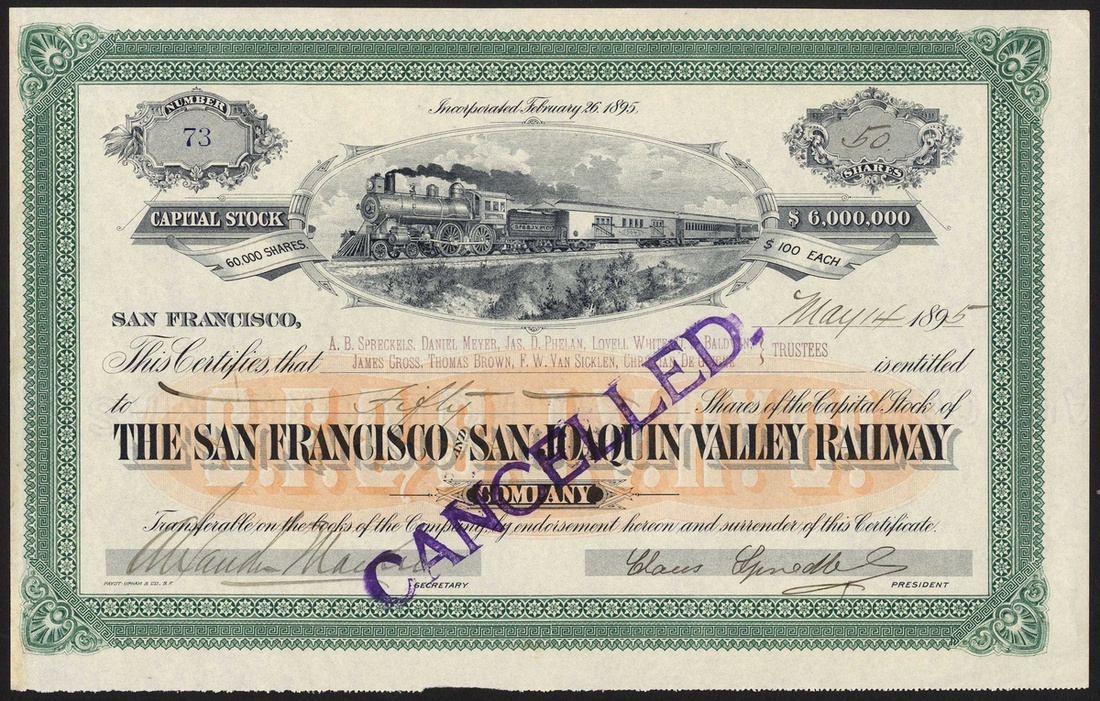 Incorporated February 26, 1895.
NUMBER
73
50
SHARES
CAPITAL STOCK
$ 6,000,000
60.000 SHARES
$ 100 EACH
SAN FRANCISCO, May 14 1895
A. B. SPRECKELS, DANIEL MEYER, JAS. D. PHELAN, LOVELL WHITE,
JAMES CROSS, THOMAS BROWN, F. W. VAN SICKLEN,
TRUSTEES
This Certifies, that is entitled
to Fifty Shares of the Capital Stock of
THE SAN FRANCISCO AND SAN JOAQUIN VALLEY RAILWAY
COMPANY
Transferable on the books of the Company by endorsement hereon and surrender of this Certificate.
Claus Spreckels
PAYOT-UPHAM & CO., S. F.
SECRETARY
PRESIDENT
CANCELLED.